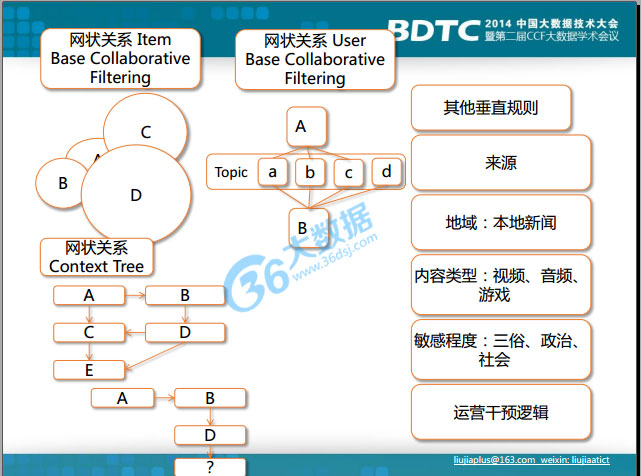 BDTC 2014 中国大数据技术大会
暨第二届CCF大数据学术会议
网状关系 Item
Base Collaborative
Filtering
网状关系 User
Base Collaborative
Filtering
C
A
B
D
A
Topic
a
b
c
d
B
网状关系
Context Tree
A
B
C
D
E
A
B
D
?
其他垂直规则
来源
地域：本地新闻
内容类型：视频、音频、
游戏
敏感程度：三俗、政治、
社会
运营干预逻辑
36大数据
www.36dsj.com
liujiaplus@163.com weixin: liujiaatict